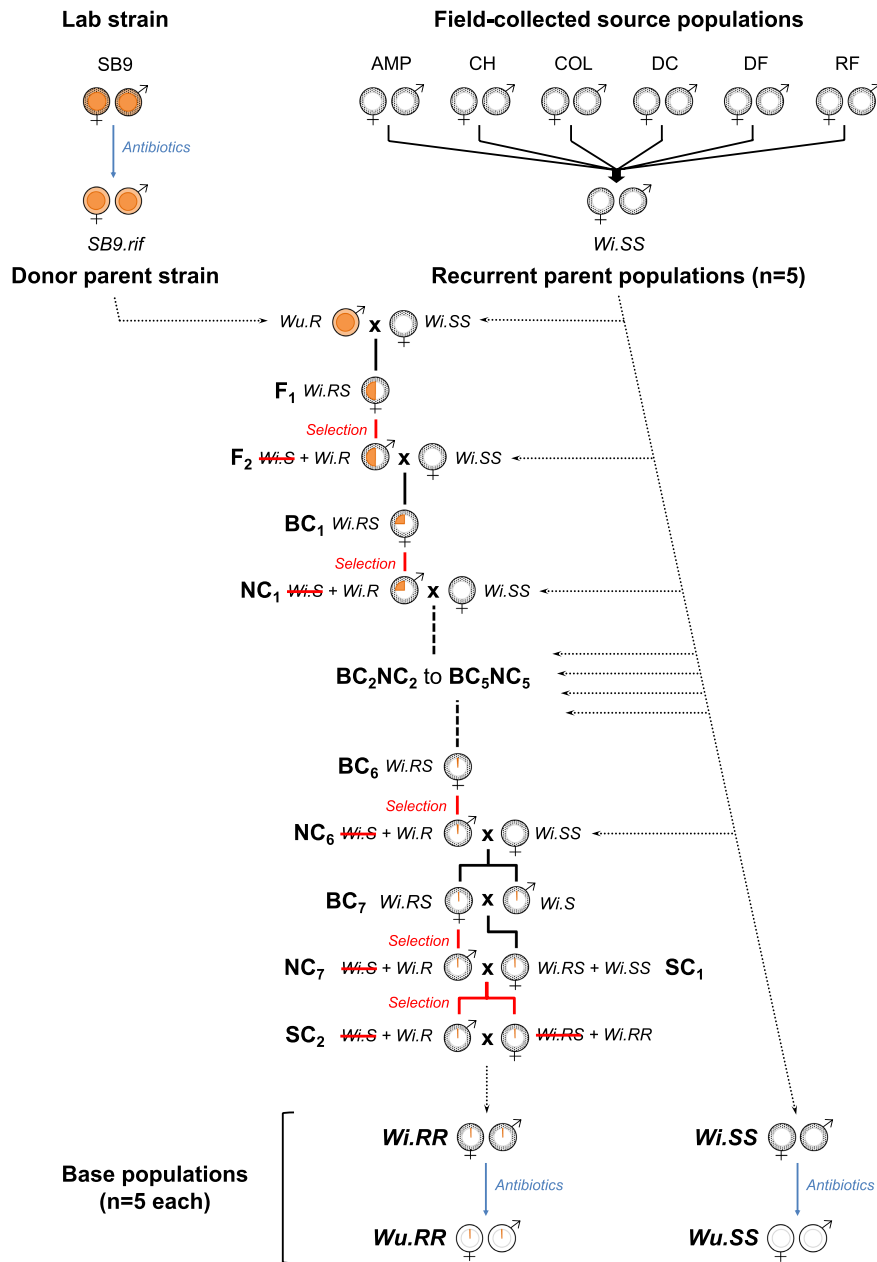 Lab strain
Field-collected source populations
SB9
AMP CH COL DC DF RF
Antibiotics
SB9.rif
Wi.SS
Donor parent strain
Recurrent parent populations (n=5)
Wu.R x Wi.SS
F1 Wi.RS
Selection
F2 Wi.S + Wi.R x Wi.SS
BC1 Wi.RS
Selection
NC1 Wi.S + Wi.R x Wi.SS
BC2NC2 to BC5NC5
BC6 Wi.RS
Selection
NC6 Wi.S + Wi.R x Wi.SS
BC7 Wi.RS x Wi.S
Selection
NC7 Wi.S + Wi.R x Wi.RS + Wi.SS SC1
Selection
SC2 Wi.S + Wi.R x Wi.RS + Wi.RR
Wi.RR
Wi.SS
Base populations
(n=5 each)
Antibiotics
Antibiotics
Wu.RR
Wu.SS